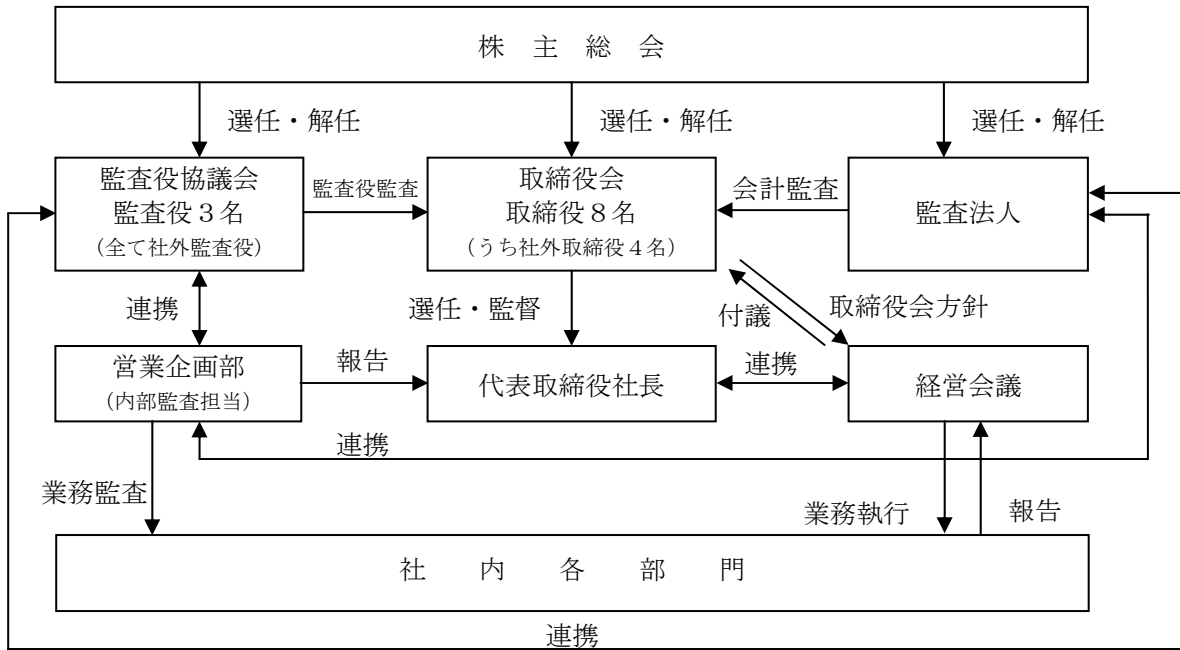 株主総会
選任・解任
選任・解任
選任・解任
監査役協議会
監査役３名
(全て社外監査役)
監査役監査
取締役会
取締役８名
(うち社外取締役４名)
会計監査
監査法人
連携
選任・監督
付議
取締役会方針
営業企画部
(内部監査担当)
報告
代表取締役社長
連携
経営会議
連携
業務監査
業務執行
報告
社内各部門
連携